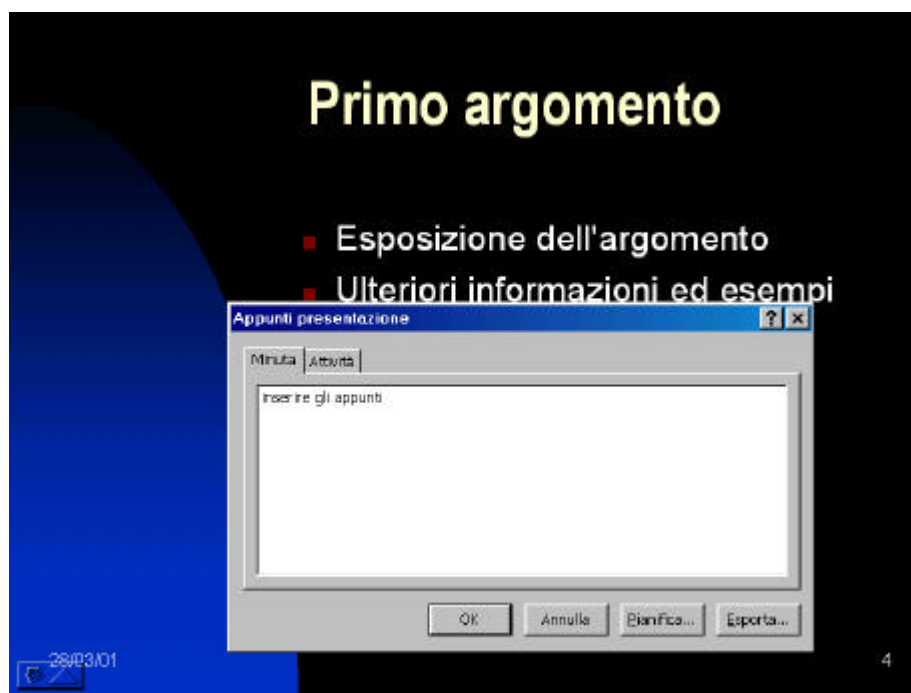 Primo argomento
Esposizione dell'argomento
Ulteriori informazioni ed esempi
Appunti presentazione
Minuta Attività
inserire gli appunti
OK Annulla Pianifica... Esporta...
28/03/01 4